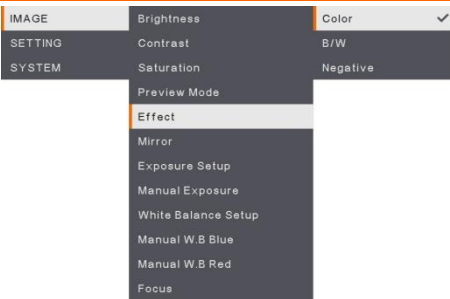 IMAGE
SETTING
SYSTEM
Brightness
Contrast
Saturation
Preview Mode
Effect
Mirror
Exposure Setup
Manual Exposure
White Balance Setup
Manual W.B Blue
Manual W.B Red
Focus
Color
B/W
Negative